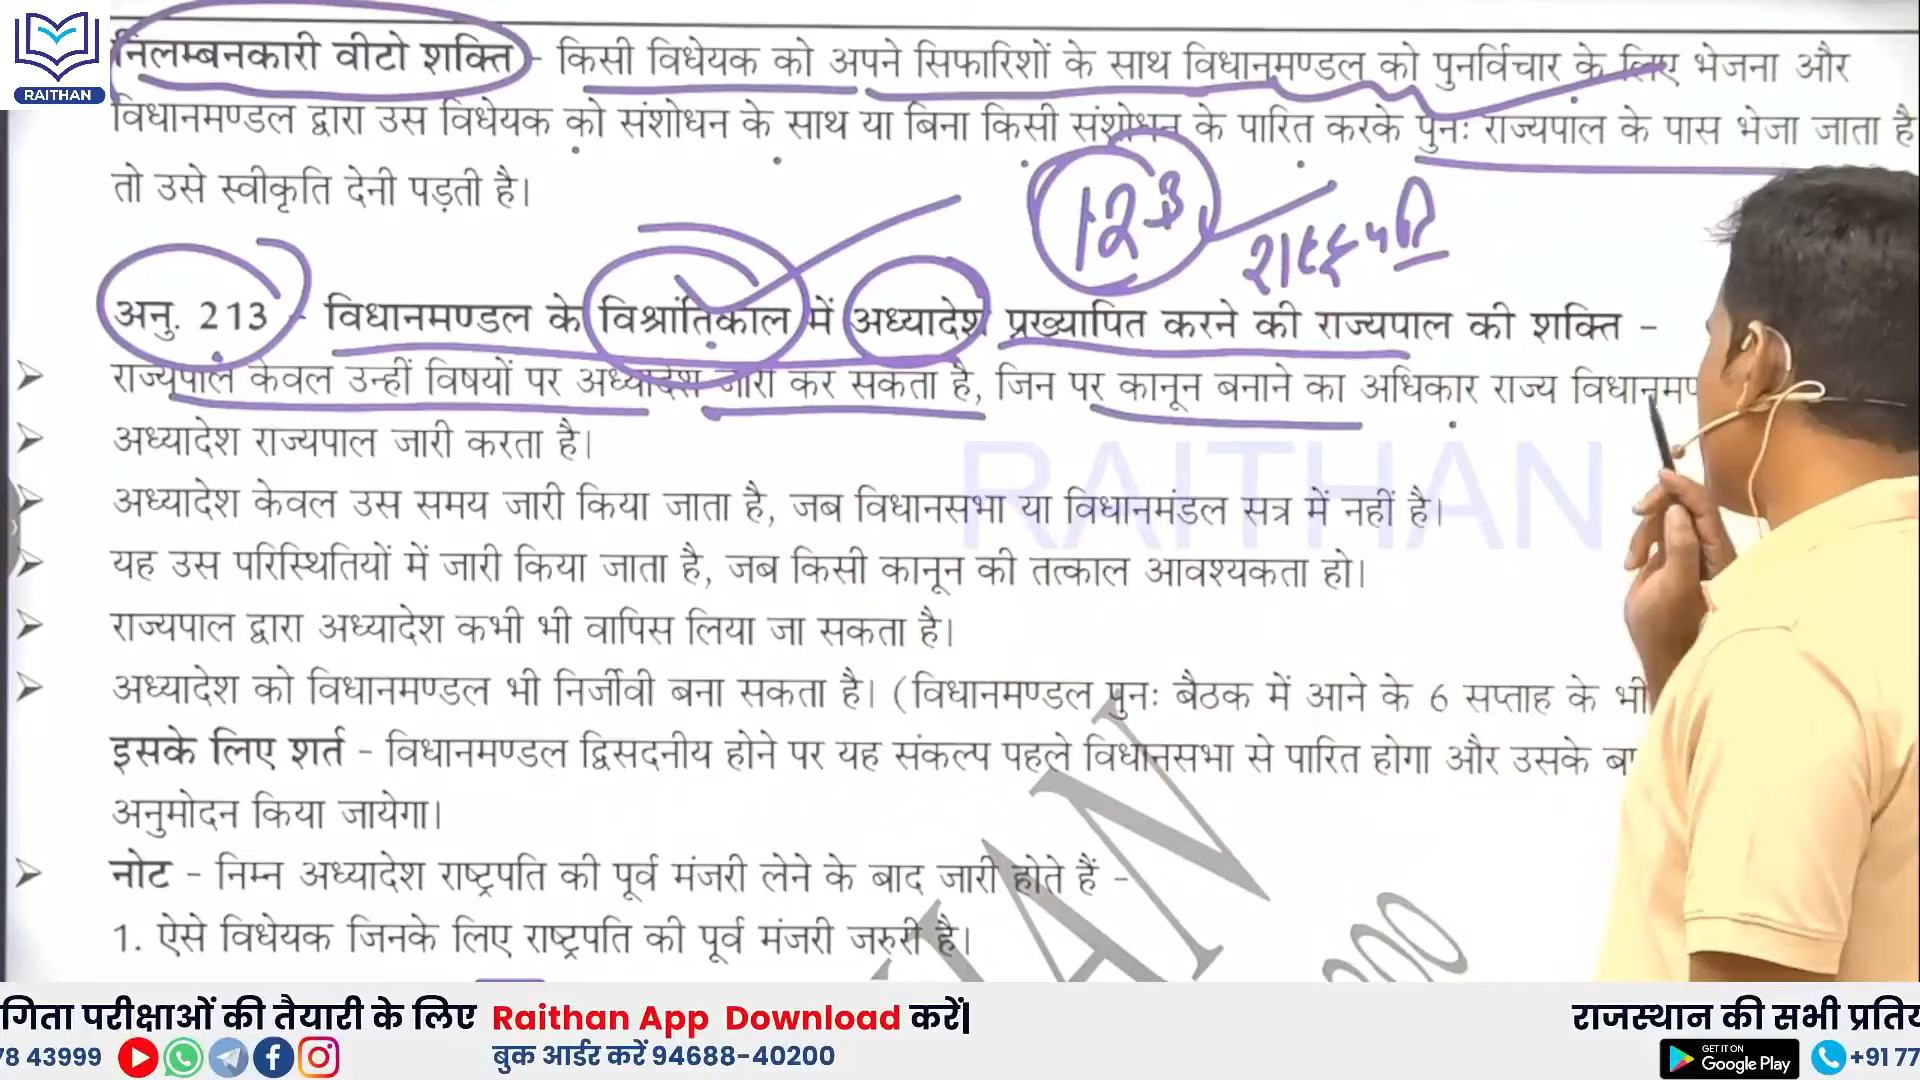 RAITHAN
निलम्बनकारी वीटो शक्ति - किसी विधेयक को अपने सिफारिशों के साथ विधानमण्डल को पुनर्विचार के लिए भेजना और
विधानमण्डल द्वारा उस विधेयक को संशोधन के साथ या बिना किसी संशोधन के पारित करके पुनः राज्यपाल के पास भेजा जाता है
तो उसे स्वीकृति देनी पड़ती है।
123
राष्ट्रपति
अनु. 213 - विधानमण्डल के विश्रांतिकाल में अध्यादेश प्रख्यापित करने की राज्यपाल की शक्ति -
राज्यपाल केवल उन्हीं विषयों पर अध्यादेश जारी कर सकता है, जिन पर कानून बनाने का अधिकार राज्य
अध्यादेश राज्यपाल जारी करता है।
RAITHAN
अध्यादेश केवल उस समय जारी किया जाता है, जब विधानसभा या विधानमंडल सत्र में नहीं है।
यह उस परिस्थितियों में जारी किया जाता है, जब किसी कानून की तत्काल आवश्यकता हो।
राज्यपाल द्वारा अध्यादेश कभी भी वापिस लिया जा सकता है।
अध्यादेश को विधानमण्डल भी निर्जीवी बना सकता है। (विधानमण्डल पुनः बैठक में आने के 6 सप्ताह के
इसके लिए शर्त - विधानमण्डल द्विसदनीय होने पर यह संकल्प पहले विधानसभा से पारित होगा और उसके
अनुमोदन किया जायेगा।
नोट - निम्न अध्यादेश राष्ट्रपति की पूर्व मंजरी लेने के बाद जारी होते हैं -
1. ऐसे विधेयक जिनके लिए राष्ट्रपति की पूर्व मंजरी जरुरी है।
गिता परीक्षाओं की तैयारी के लिए Raithan App Download करें|
राजस्थान की सभी प्रतिय
78 43999
बुक आर्डर करें 94688-40200
GET IT ON
Google Play
+91 77